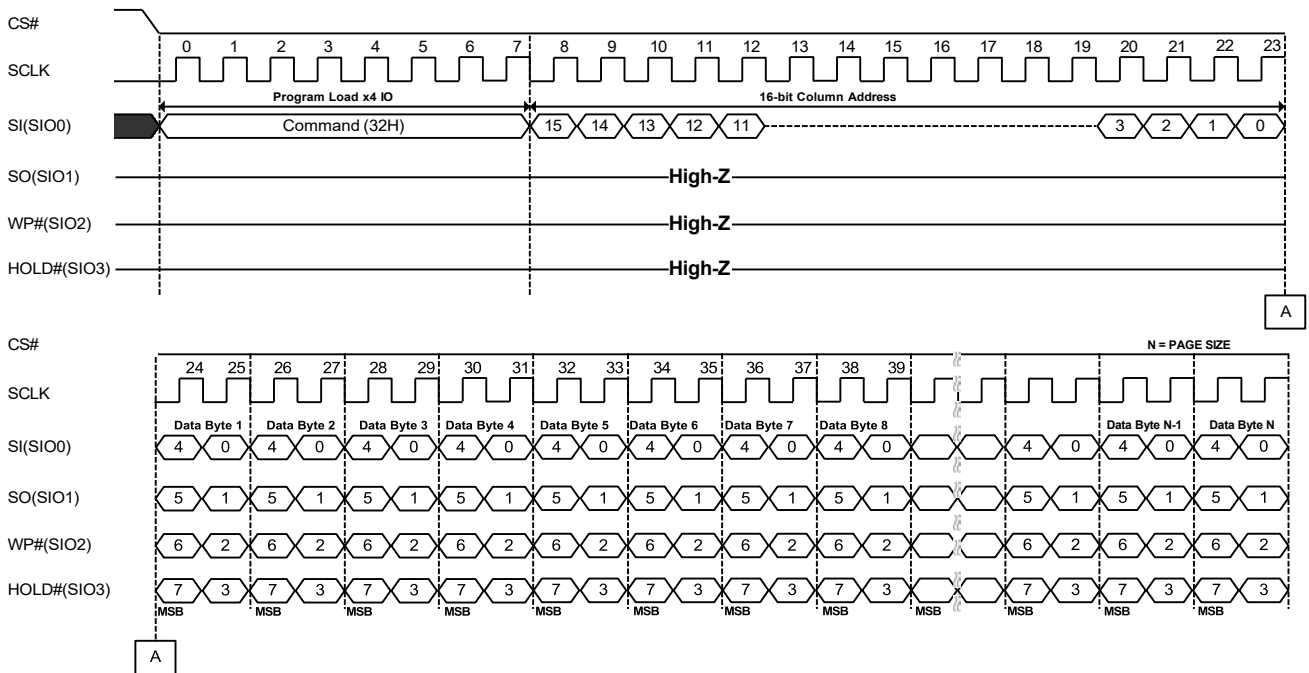 CS#
0 1 2 3 4 5 6 7 8 9 10 11 12 13 14 15 16 17 18 19 20 21 22 23
SCLK
Program Load x4 IO 16-bit Column Address
SI(SIO0) Command (32H) 15 14 13 12 11 3 2 1 0
SO(SIO1) High-Z
WP#(SIO2) High-Z
HOLD#(SIO3) High-Z
A
CS#
N = PAGE SIZE
24 25 26 27 28 29 30 31 32 33 34 35 36 37 38 39
SCLK
Data Byte 1 Data Byte 2 Data Byte 3 Data Byte 4 Data Byte 5 Data Byte 6 Data Byte 7 Data Byte 8 Data Byte N-1 Data Byte N
SI(SIO0) 4 0 4 0 4 0 4 0 4 0 4 0 4 0 4 0 4 0 4 0 4 0
SO(SIO1) 5 1 5 1 5 1 5 1 5 1 5 1 5 1 5 1 5 1 5 1 5 1
WP#(SIO2) 6 2 6 2 6 2 6 2 6 2 6 2 6 2 6 2 6 2 6 2 6 2
HOLD#(SIO3) 7 3 7 3 7 3 7 3 7 3 7 3 7 3 7 3 7 3 7 3 7 3
MSB MSB MSB MSB MSB MSB MSB MSB MSB MSB MSB MSB
A